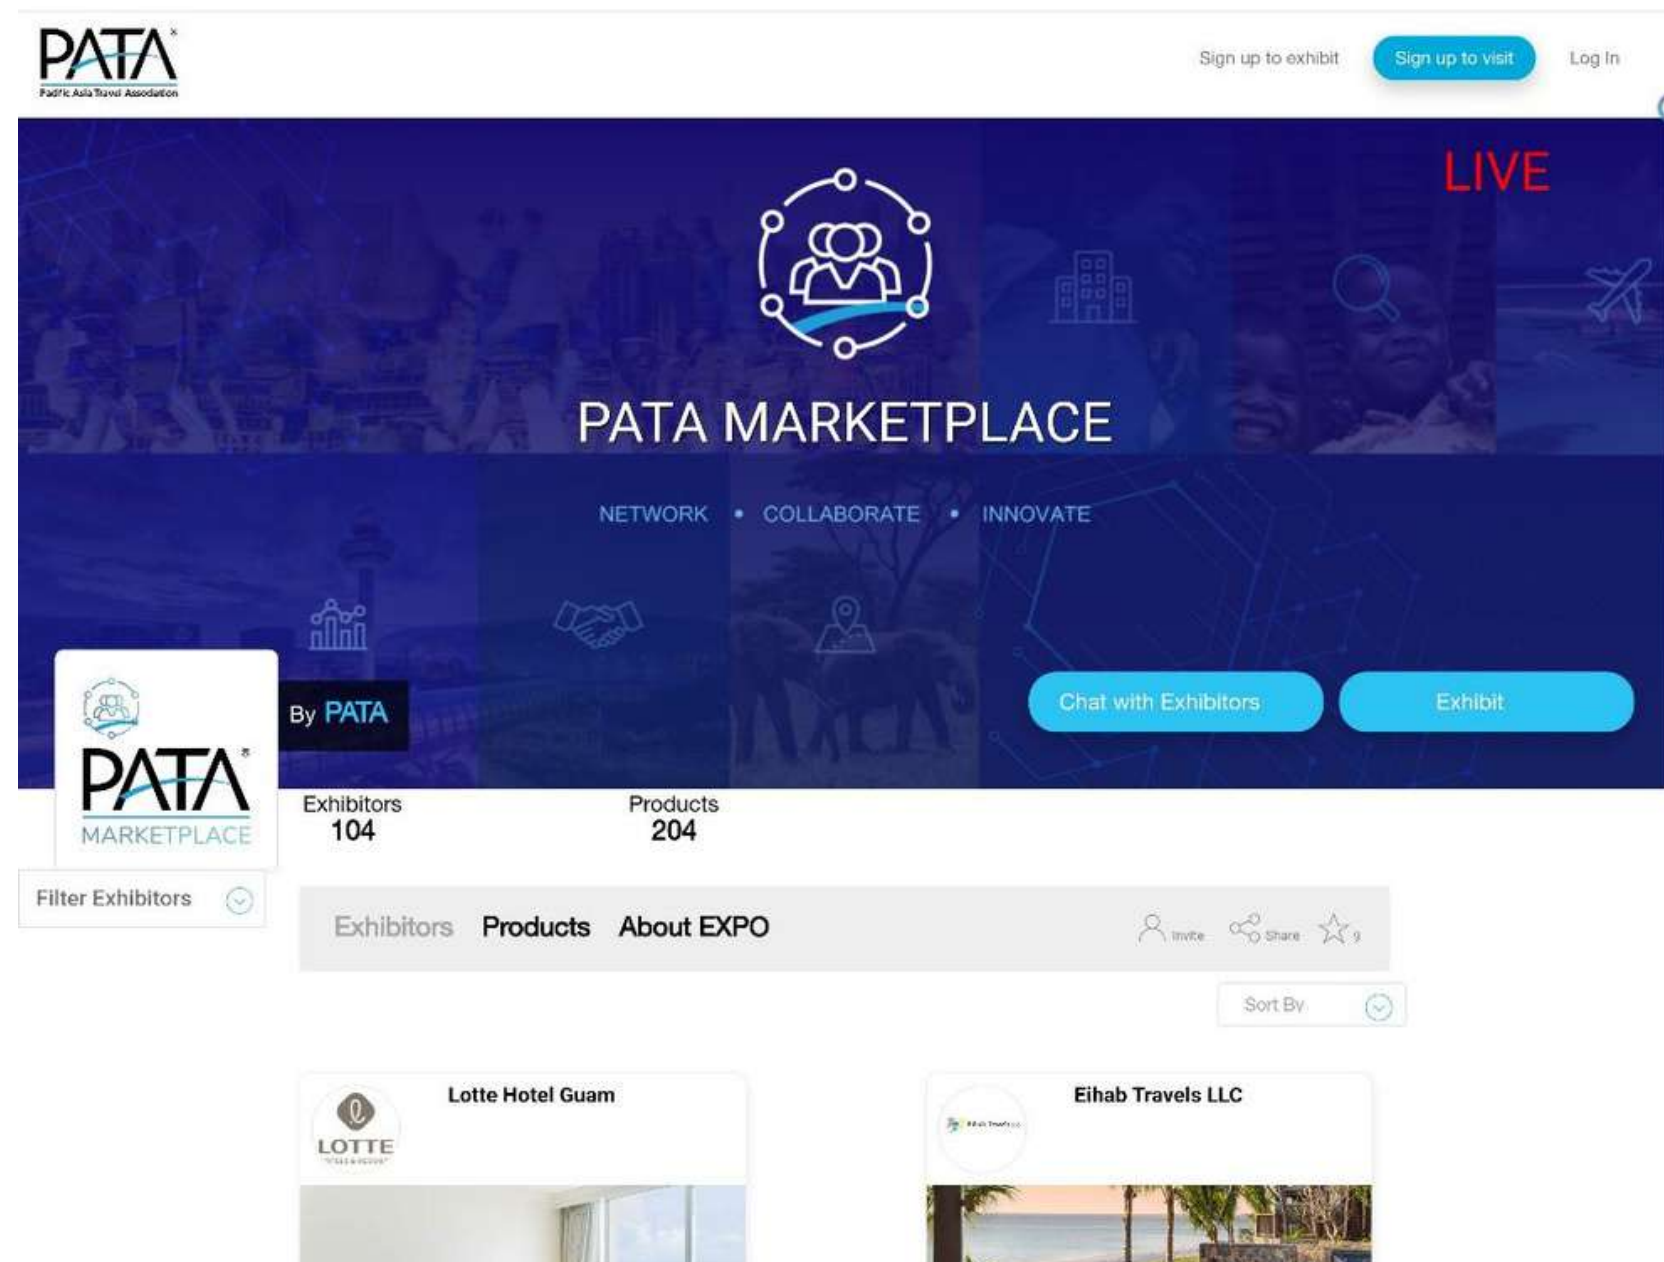 PATA®
Pacific Asia Travel Association
Sign up to exhibit
Sign up to visit
Log In
LIVE
PATA MARKETPLACE
NETWORK • COLLABORATE • INNOVATE
By PATA
Chat with Exhibitors
Exhibit
PATA®
MARKETPLACE
Exhibitors
104
Products
204
Filter Exhibitors
Exhibitors Products About EXPO
Invite Share 9
Sort By
Lotte Hotel Guam
LOTTE
Eihab Travels LLC